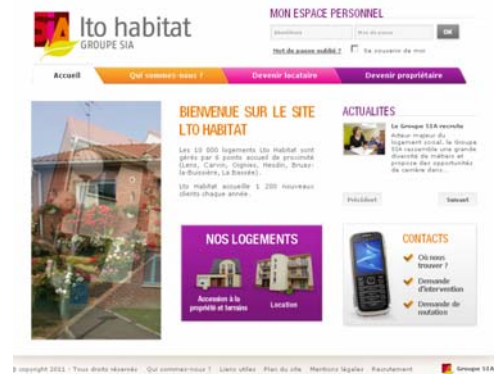 SIA lto habitat
GROUPE SIA
MON ESPACE PERSONNEL
Identifiant
Mot de passe
OK
Mot de passe oublié ?
Se souvenir de moi
Accueil
Qui sommes-nous ?
Devenir locataire
Devenir propriétaire
BIENVENUE SUR LE SITE
LTO HABITAT
Les 10 000 logements Lto Habitat sont
gérés par 6 points accueil de proximité
(Lens, Carvin, Oignies, Hesdin, Bruay-
la-Buissière, La Bassée).
Lto Habitat accueille 1 200 nouveaux
clients chaque année.
ACTUALITES
Le Groupe SIA recrute
Acteur majeur du
logement social, le Groupe
SIA rassemble une grande
diversité de métiers et
propose des opportunités
de carrière dans...
Précédent
Suivant
NOS LOGEMENTS
Accession à la
propriété et terrains
Location
CONTACTS
Où nous
trouver ?
Demande
d'intervention
Demande de
mutation
© copyright 2011 - Tous droits réservés
Qui sommes-nous ?
Liens utiles
Plan du site
Mentions légales
Recrutement
Groupe SIA